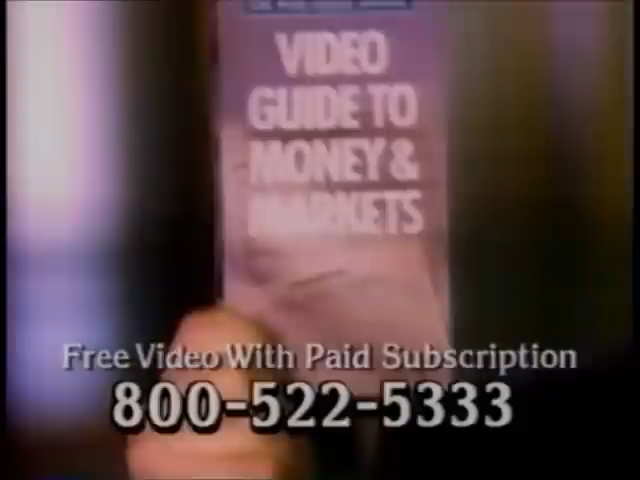 VIDEO
GUIDE TO
MONEY &
MARKETS
Free Video With Paid Subscription
800-522-5333